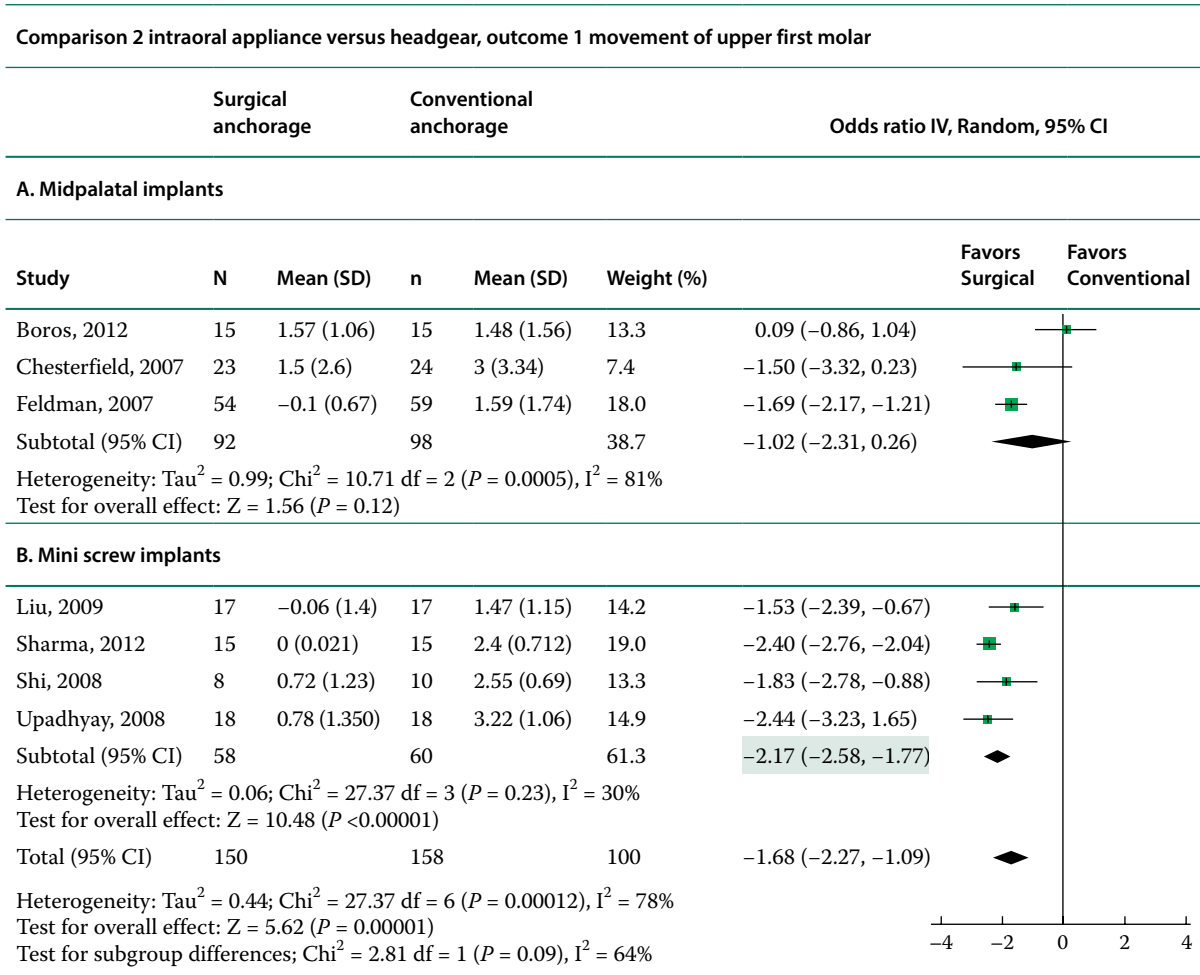 Comparison 2 intraoral appliance versus headgear, outcome 1 movement of upper first molar
Surgical anchorage Conventional anchorage Odds ratio IV, Random, 95% CI
A. Midpalatal implants
Study N Mean (SD) n Mean (SD) Weight (%) Favors Surgical Favors Conventional
Boros, 2012 15 1.57 (1.06) 15 1.48 (1.56) 13.3 0.09 (−0.86, 1.04)
Chesterfield, 2007 23 1.5 (2.6) 24 3 (3.34) 7.4 −1.50 (−3.32, 0.23)
Feldman, 2007 54 −0.1 (0.67) 59 1.59 (1.74) 18.0 −1.69 (−2.17, −1.21)
Subtotal (95% CI) 92 98 38.7 −1.02 (−2.31, 0.26)
Heterogeneity: Tau² = 0.99; Chi² = 10.71 df = 2 (P = 0.0005), I² = 81%
Test for overall effect: Z = 1.56 (P = 0.12)
B. Mini screw implants
Liu, 2009 17 −0.06 (1.4) 17 1.47 (1.15) 14.2 −1.53 (−2.39, −0.67)
Sharma, 2012 15 0 (0.021) 15 2.4 (0.712) 19.0 −2.40 (−2.76, −2.04)
Shi, 2008 8 0.72 (1.23) 10 2.55 (0.69) 13.3 −1.83 (−2.78, −0.88)
Upadhyay, 2008 18 0.78 (1.350) 18 3.22 (1.06) 14.9 −2.44 (−3.23, 1.65)
Subtotal (95% CI) 58 60 61.3 −2.17 (−2.58, −1.77)
Heterogeneity: Tau² = 0.06; Chi² = 27.37 df = 3 (P = 0.23), I² = 30%
Test for overall effect: Z = 10.48 (P <0.00001)
Total (95% CI) 150 158 100 −1.68 (−2.27, −1.09)
Heterogeneity: Tau² = 0.44; Chi² = 27.37 df = 6 (P = 0.00012), I² = 78%
Test for overall effect: Z = 5.62 (P = 0.00001)
Test for subgroup differences; Chi² = 2.81 df = 1 (P = 0.09), I² = 64%
−4 −2 0 2 4